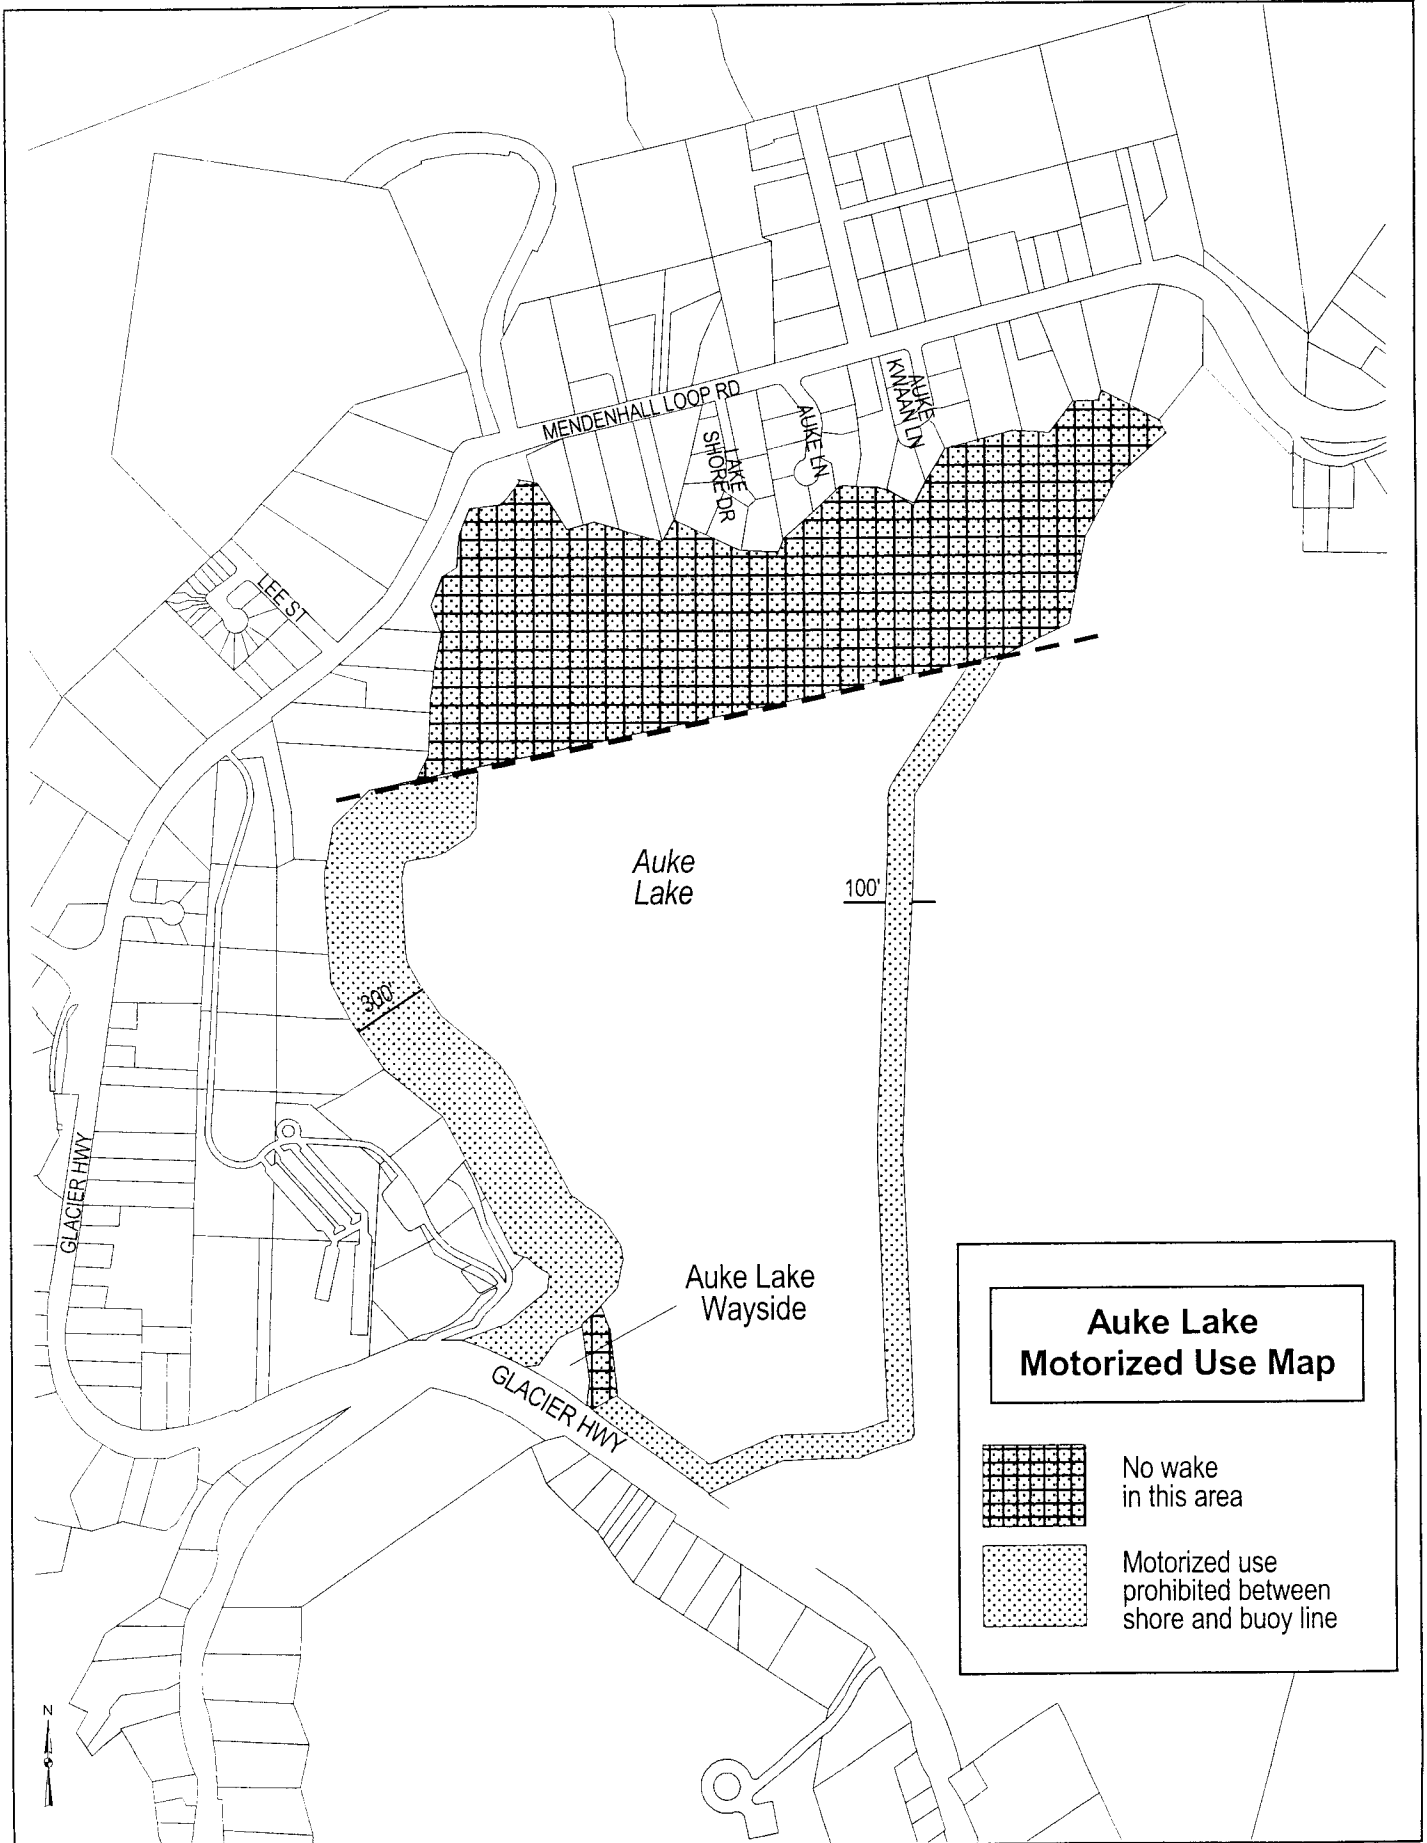 MENDENHALL LOOP RD
AUKE
KWAAN LN
AUKE LN
LAKE
SHORE DR
LEE ST
Auke
Lake
100'
300'
GLACIER HWY
Auke Lake
Wayside
GLACIER HWY
Auke Lake
Motorized Use Map
No wake
in this area
Motorized use
prohibited between
shore and buoy line
N